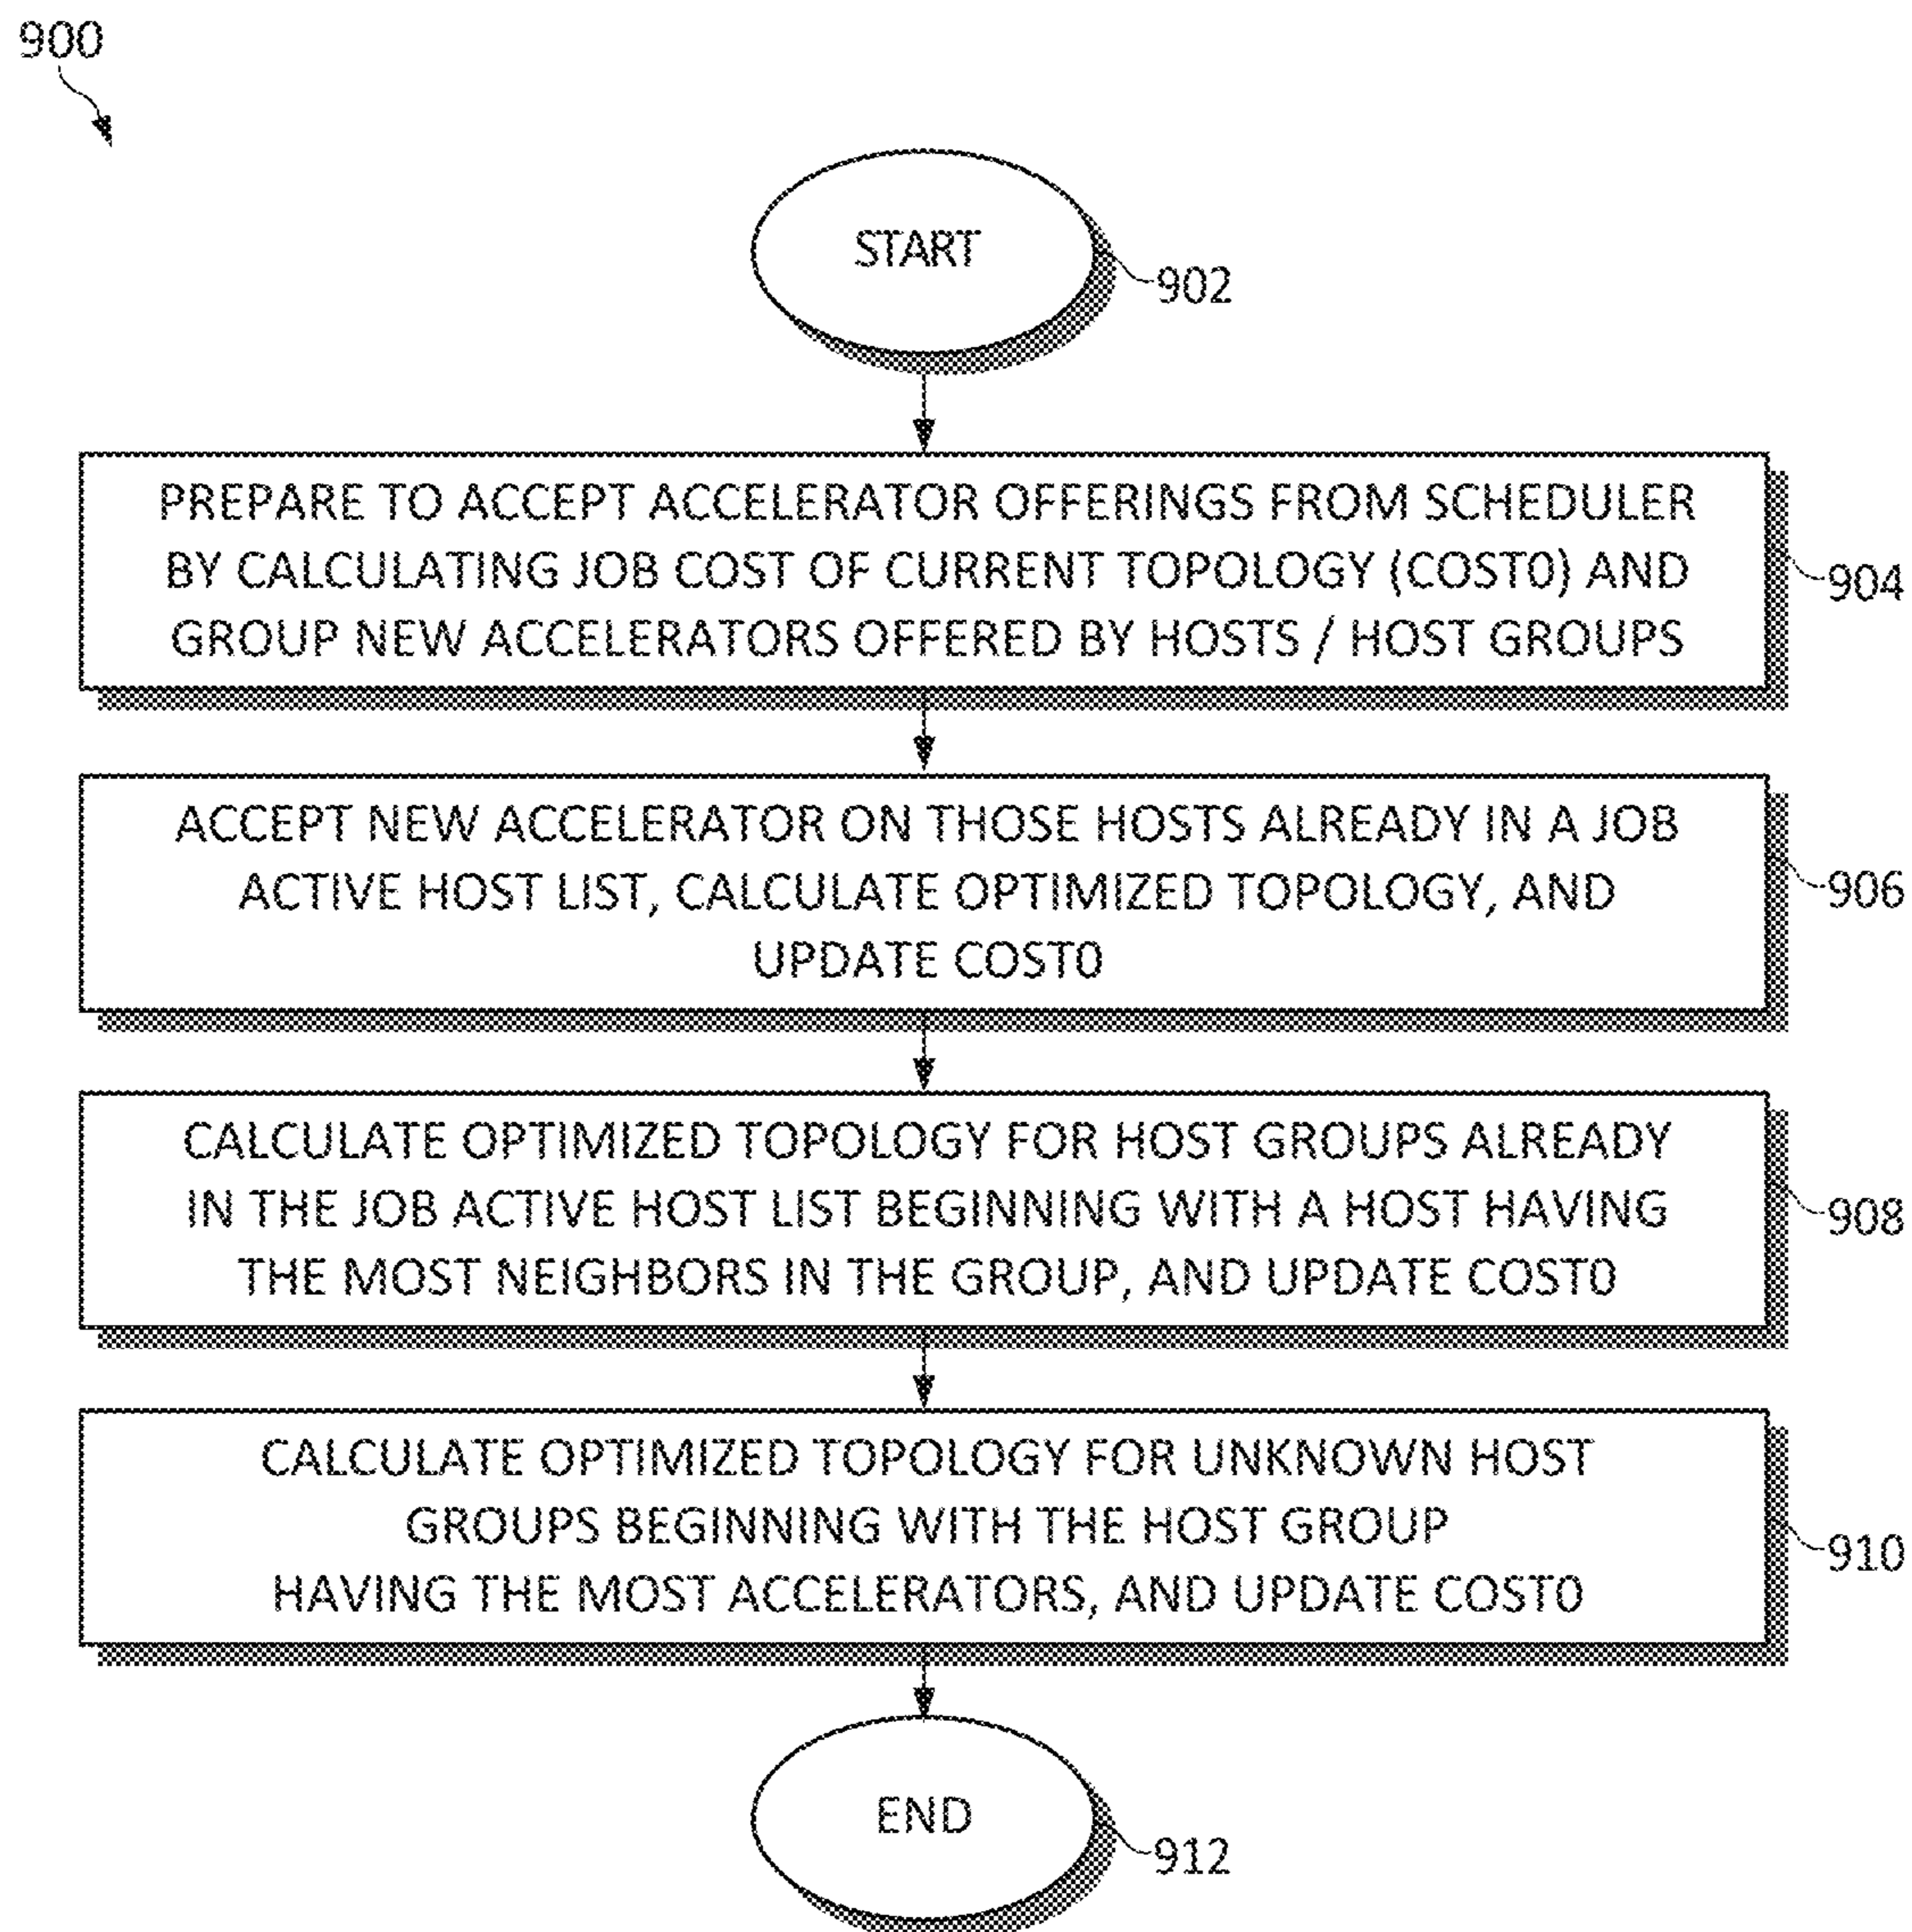 900
START
902
PREPARE TO ACCEPT ACCELERATOR OFFERINGS FROM SCHEDULER
BY CALCULATING JOB COST OF CURRENT TOPOLOGY (COST0) AND
GROUP NEW ACCELERATORS OFFERED BY HOSTS / HOST GROUPS
904
ACCEPT NEW ACCELERATOR ON THOSE HOSTS ALREADY IN A JOB
ACTIVE HOST LIST, CALCULATE OPTIMIZED TOPOLOGY, AND
UPDATE COST0
906
CALCULATE OPTIMIZED TOPOLOGY FOR HOST GROUPS ALREADY
IN THE JOB ACTIVE HOST LIST BEGINNING WITH A HOST HAVING
THE MOST NEIGHBORS IN THE GROUP, AND UPDATE COST0
908
CALCULATE OPTIMIZED TOPOLOGY FOR UNKNOWN HOST
GROUPS BEGINNING WITH THE HOST GROUP
HAVING THE MOST ACCELERATORS, AND UPDATE COST0
910
END
912